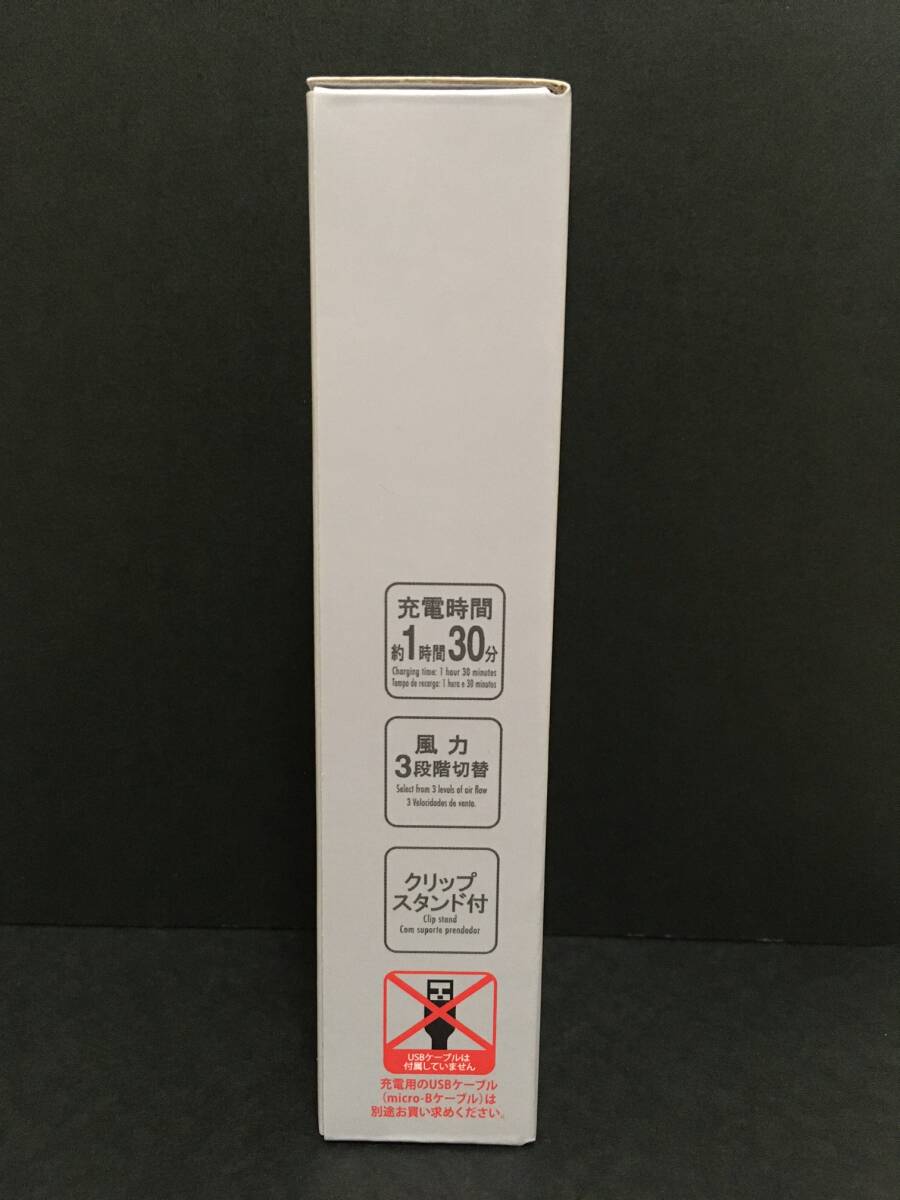 充電時間
約1時間30分
Charging time: 1 hour 30 minutes
Tempo de recarga: 1 hora e 30 minutos
風力
3段階切替
Select from 3 levels of air flow
3 Velocidades de vento.
クリップ
スタンド付
Clip stand
Com suporte prendedor
USBケーブルは
付属していません
充電用のUSBケーブル
(micro-Bケーブル)は
別途お買い求めください。